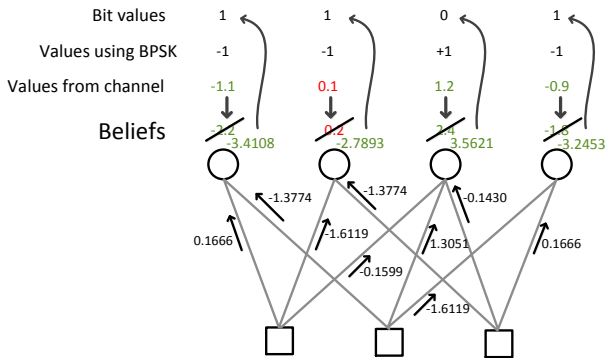 Bit values 1 1 0 1
Values using BPSK -1 -1 +1 -1
Values from channel -1.1 0.1 1.2 -0.9
Beliefs -2.2 0.2 2.4 -1.8
-3.4108 -2.7893 3.5621 -3.2453
-1.3774 -1.3774 -0.1430
0.1666 -1.6119 1.3051 0.1666
-0.1599
-1.6119